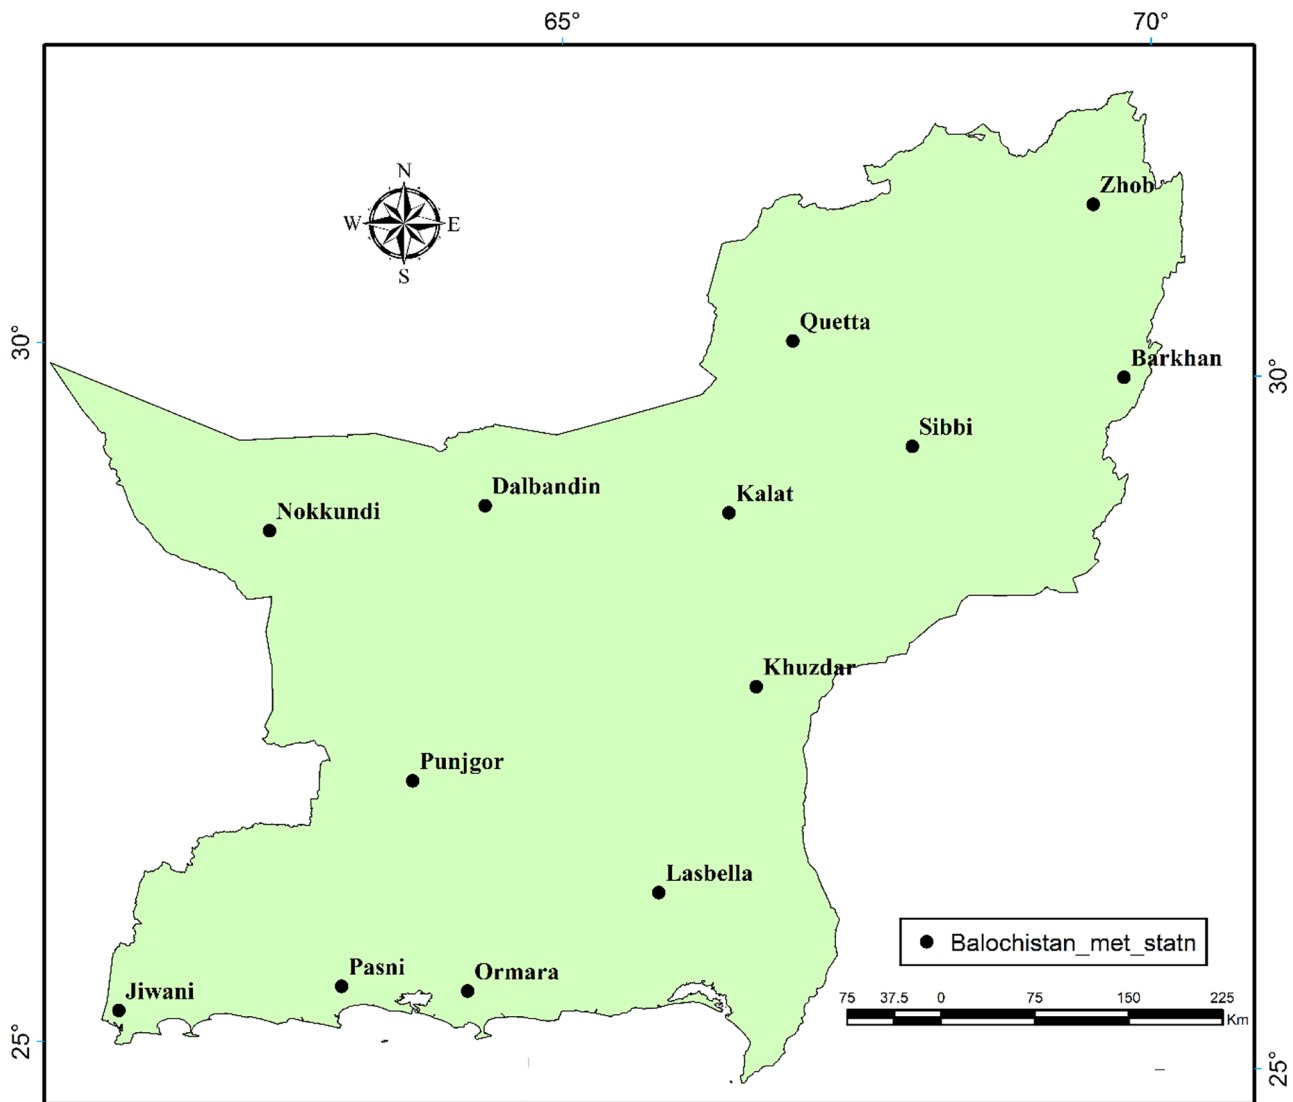 65°
70°
N
W E
S
Zhob
Quetta
30°
Barkhan
30°
Sibbi
Dalbandin
Kalat
Nokkundi
Khuzdar
Punjgor
Lasbella
Balochistan_met_statn
Pasni
Ormara
Jiwani
75 37.5 0 75 150 225
Km
25°
25°